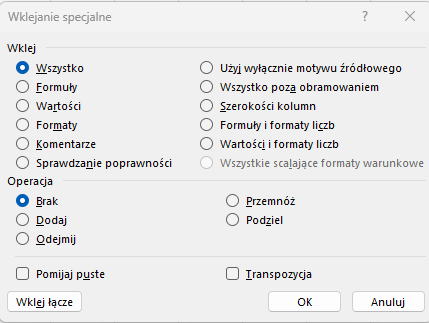 Wklejanie specjalne ?
Wklej
Wszystko
Formuły
Wartości
Formaty
Komentarze
Sprawdzanie poprawności
Użyj wyłącznie motywu źródłowego
Wszystko poza obramowaniem
Szerokości kolumn
Formuły i formaty liczb
Wartości i formaty liczb
Wszystkie scalające formaty warunkowe
Operacja
Brak
Dodaj
Odejmij
Przemnóż
Podziel
Pomijaj puste
Transpozycja
Wklej łącze
OK
Anuluj